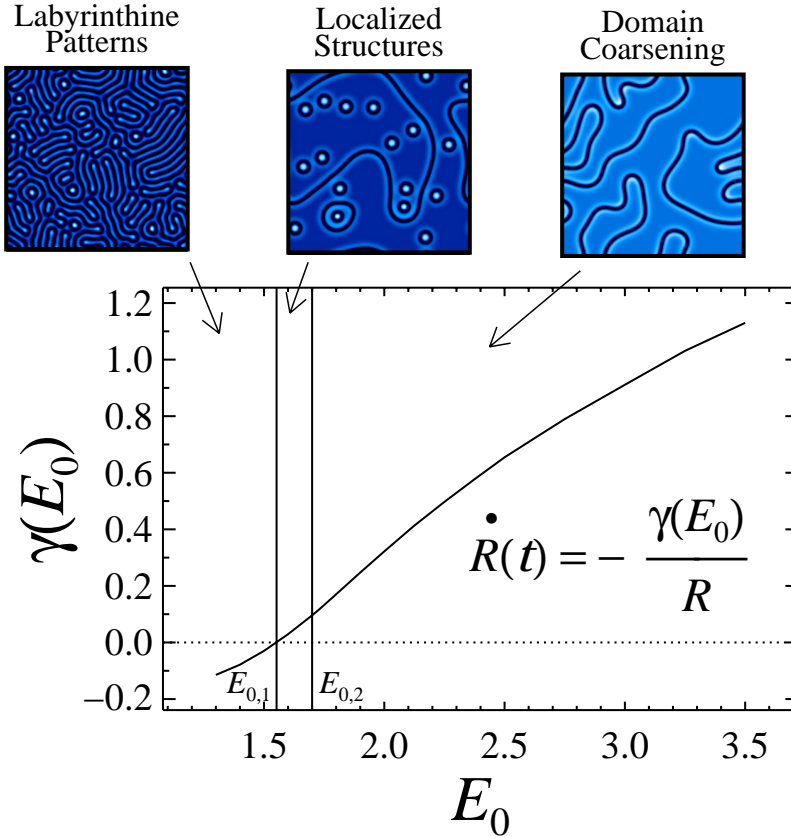 Labyrinthine
Patterns
Localized
Structures
Domain
Coarsening
γ(E₀)
1.2
1.0
0.8
0.6
0.4
0.2
0.0
−0.2
Ṙ(t) = − γ(E₀)/R
E₀,₁
E₀,₂
1.5
2.0
2.5
3.0
3.5
E₀